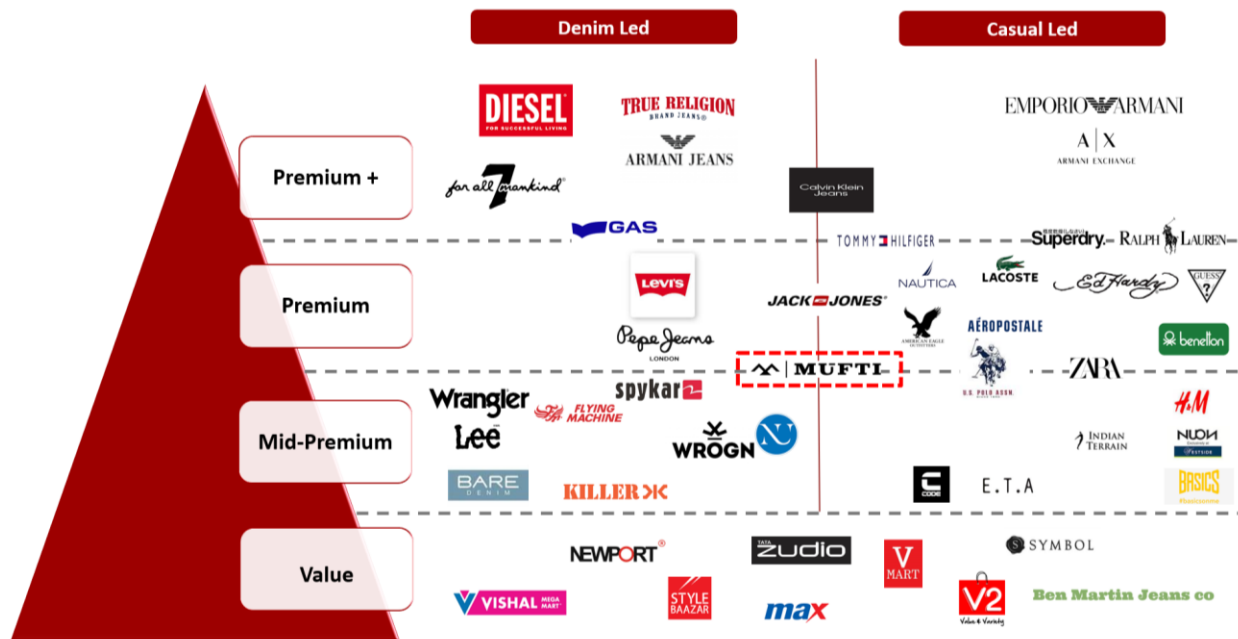 Denim Led
Casual Led
DIESEL
FOR SUCCESSFUL LIVING
TRUE RELIGION
BRAND JEANS®
EMPORIO ARMANI
A|X
ARMANI EXCHANGE
ARMANI JEANS
Premium +
for all 7 mankind®
Calvin Klein
Jeans
GAS
TOMMY HILFIGER
Superdry.
RALPH LAUREN
Premium
LEVI'S
NAUTICA
LACOSTE
Ed Hardy
GUESS
?
JACK JONES®
Pepe Jeans
LONDON
AMERICAN EAGLE
OUTFITTERS
AÉROPOSTALE
benetton
MUFTI
U.S. POLO ASSN.
ZARA
Mid-Premium
Wrangler
FLYING
MACHINE
spykar
H&M
Lee
WRŌGN
NU
INDIAN
TERRAIN
NUON
WESTSIDE
BARE
DENIM
KILLER
C
CODE
E.T.A
BASICS
Value
NEWPORT®
TATA
zudio
V
MART
S SYMBOL
VISHAL MEGA
MART
STYLE
BAAZAR
max
V2
Value & Variety
Ben Martin Jeans co